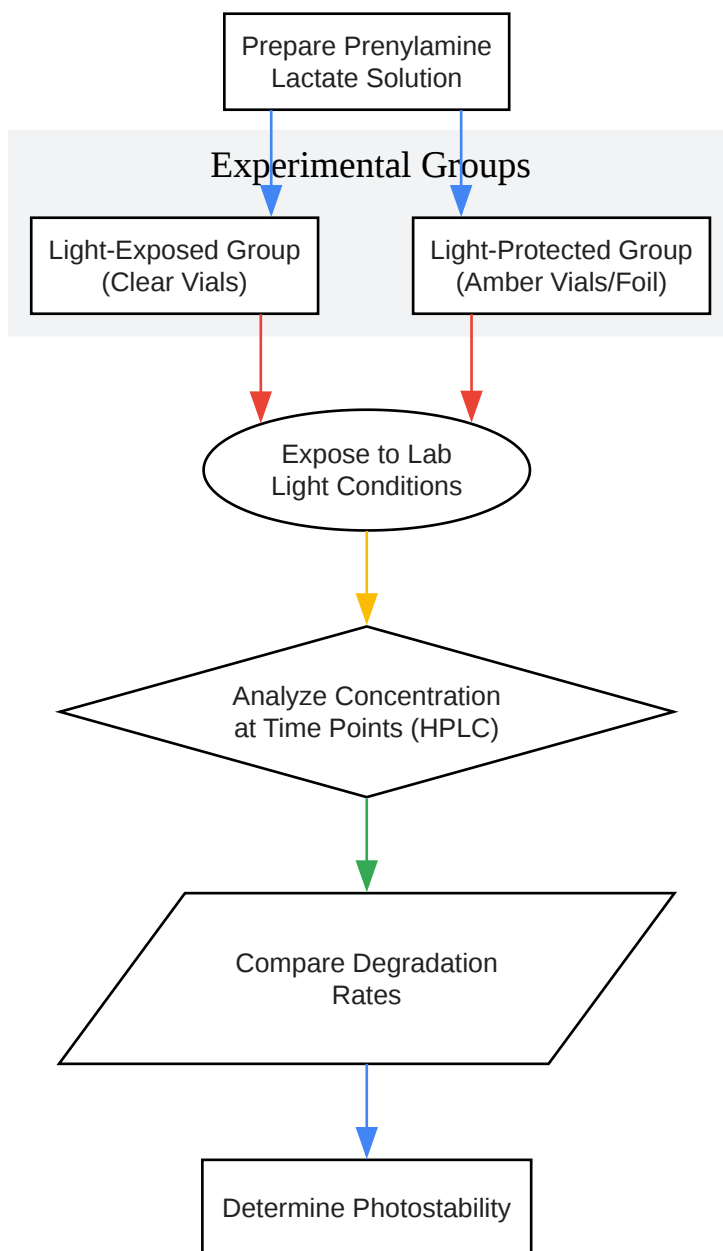 Prepare Prenylamine
Lactate Solution
Experimental Groups
Light-Exposed Group
(Clear Vials)
Light-Protected Group
(Amber Vials/Foil)
Expose to Lab
Light Conditions
Analyze Concentration
at Time Points (HPLC)
Compare Degradation
Rates
Determine Photostability